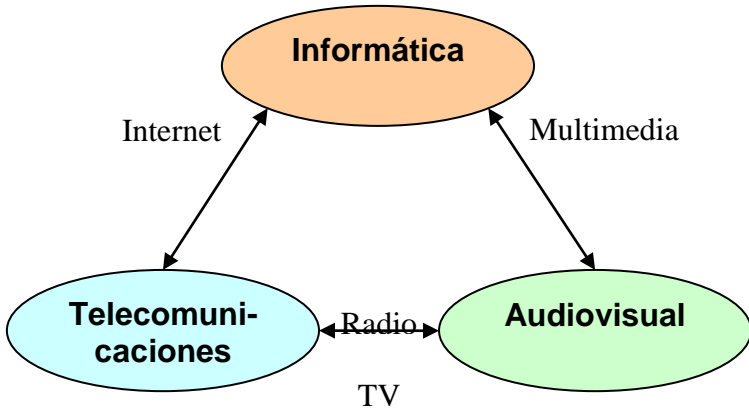 Informática
Internet
Multimedia
Telecomuni-
caciones
Radio
Audiovisual
TV